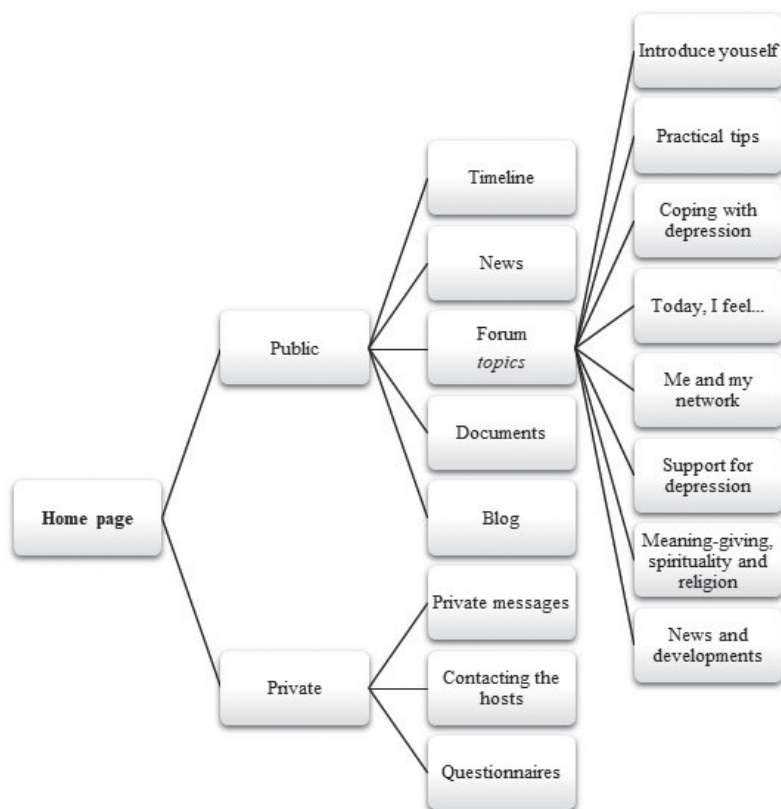 Home page
Public
Private
Timeline
News
Forum
topics
Documents
Blog
Private messages
Contacting the
hosts
Questionnaires
Introduce youself
Practical tips
Coping with
depression
Today, I feel...
Me and my
network
Support for
depression
Meaning-giving,
spirituality and
religion
News and
developments